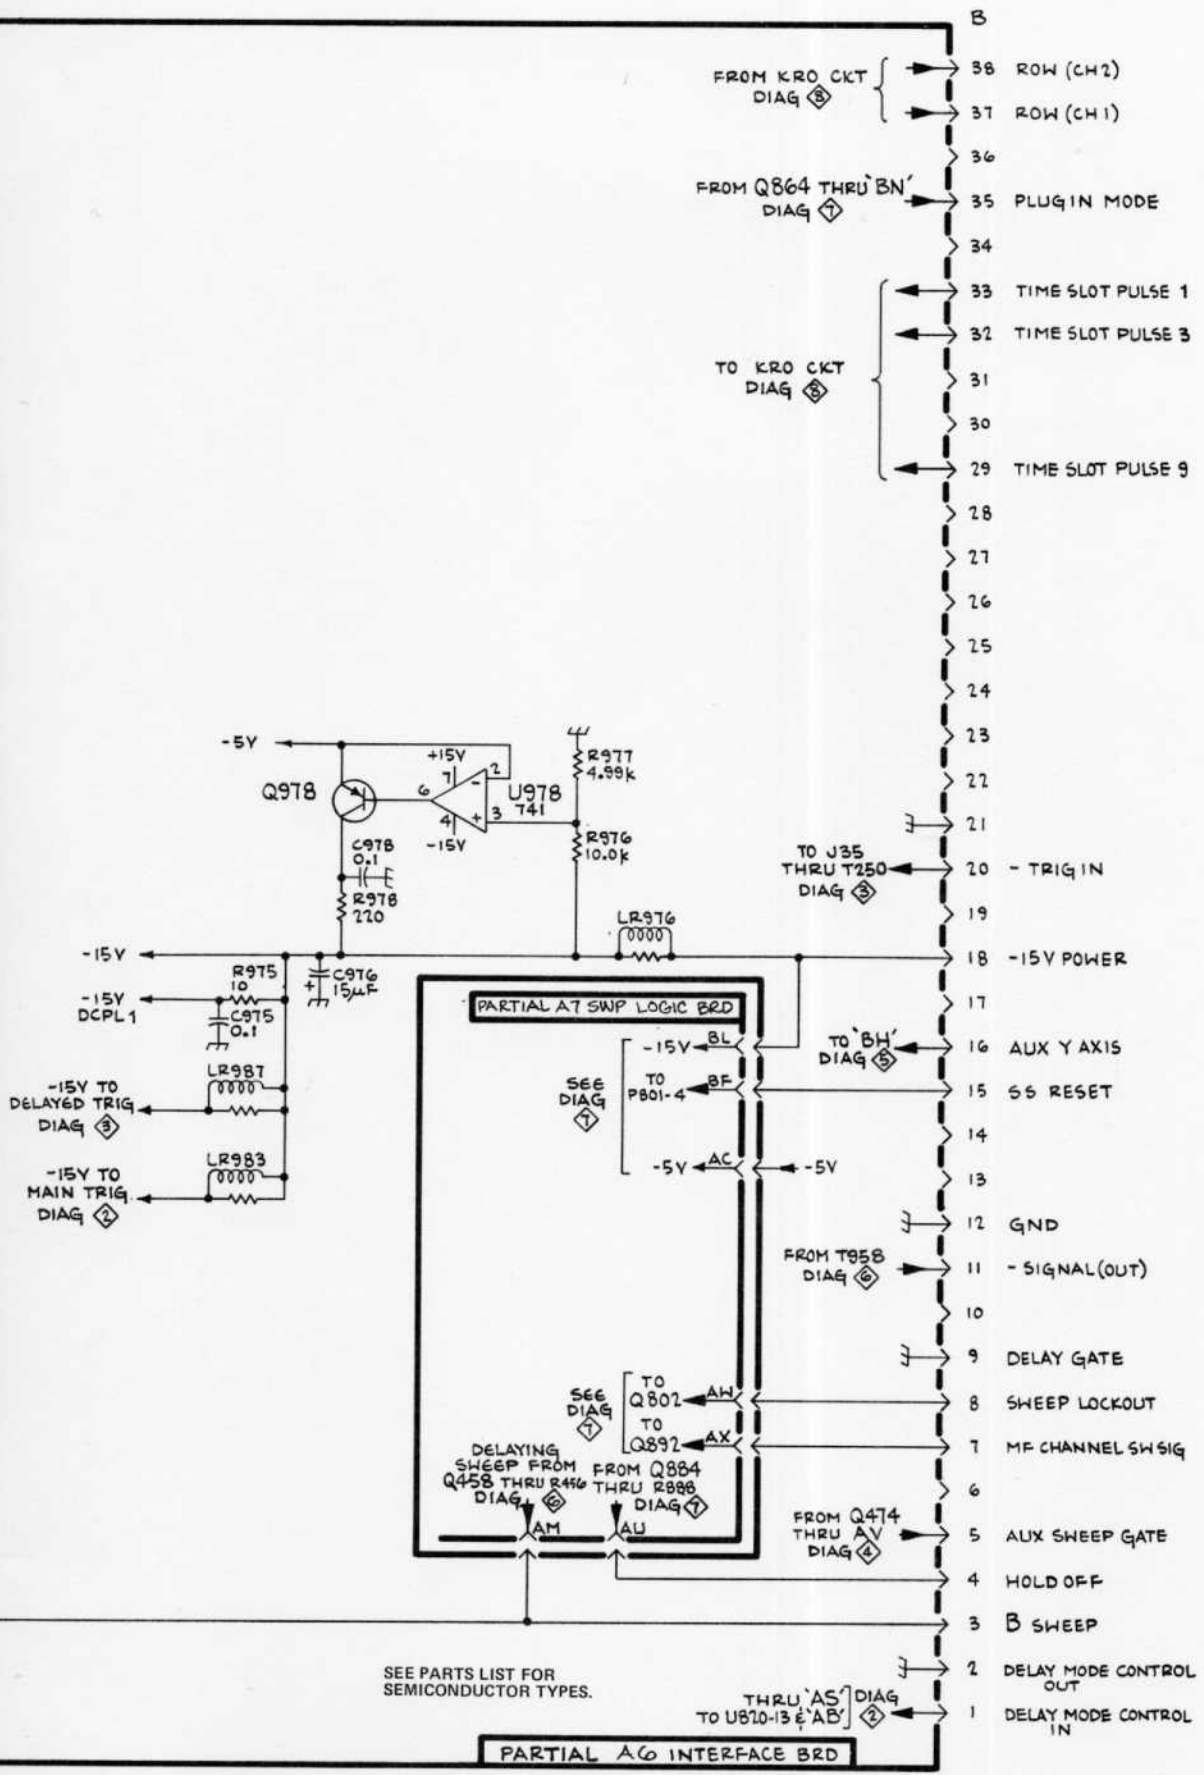 B
FROM KRO CKT
DIAG 8
38 ROW (CH2)
37 ROW (CH1)
36
FROM Q864 THRU 'BN'
DIAG 7
35 PLUGIN MODE
34
33 TIME SLOT PULSE 1
32 TIME SLOT PULSE 3
TO KRO CKT
DIAG 8
31
30
29 TIME SLOT PULSE 9
28
27
26
25
24
23
22
21
-5V
Q978
+15V
7
2
-
6
U978
741
4
+
3
-15V
R977
4.99k
R976
10.0k
C978
0.1
R978
220
TO J35
THRU T250
DIAG 3
20 - TRIG IN
19
LR976
-15V
18 -15V POWER
R975
10
C976
15µF
+
-15V
DCPL 1
C975
0.1
17
PARTIAL A7 SWP LOGIC BRD
-15V BL
TO 'BH'
DIAG 5
16 AUX Y AXIS
LR987
-15V TO
DELAYED TRIG
DIAG 3
SEE
DIAG
7
TO
P801-4
BF
15 SS RESET
14
LR983
-15V TO
MAIN TRIG
DIAG 2
-5V AC
-5V
13
12 GND
FROM T958
DIAG 6
11 - SIGNAL (OUT)
10
9 DELAY GATE
SEE
DIAG
7
TO
Q802
AW
8 SWEEP LOCKOUT
TO
Q892
AX
7 MF CHANNEL SW SIG
DELAYING
SWEEP FROM
Q458 THRU R456
DIAG 6
FROM Q884
THRU R888
DIAG 7
6
AM
AU
FROM Q474
THRU AV
DIAG 4
5 AUX SWEEP GATE
4 HOLD OFF
3 B SWEEP
SEE PARTS LIST FOR
SEMICONDUCTOR TYPES.
2 DELAY MODE CONTROL
OUT
THRU 'AS' DIAG
TO U820-13 & 'AB' 2
1 DELAY MODE CONTROL
IN
PARTIAL A6 INTERFACE BRD